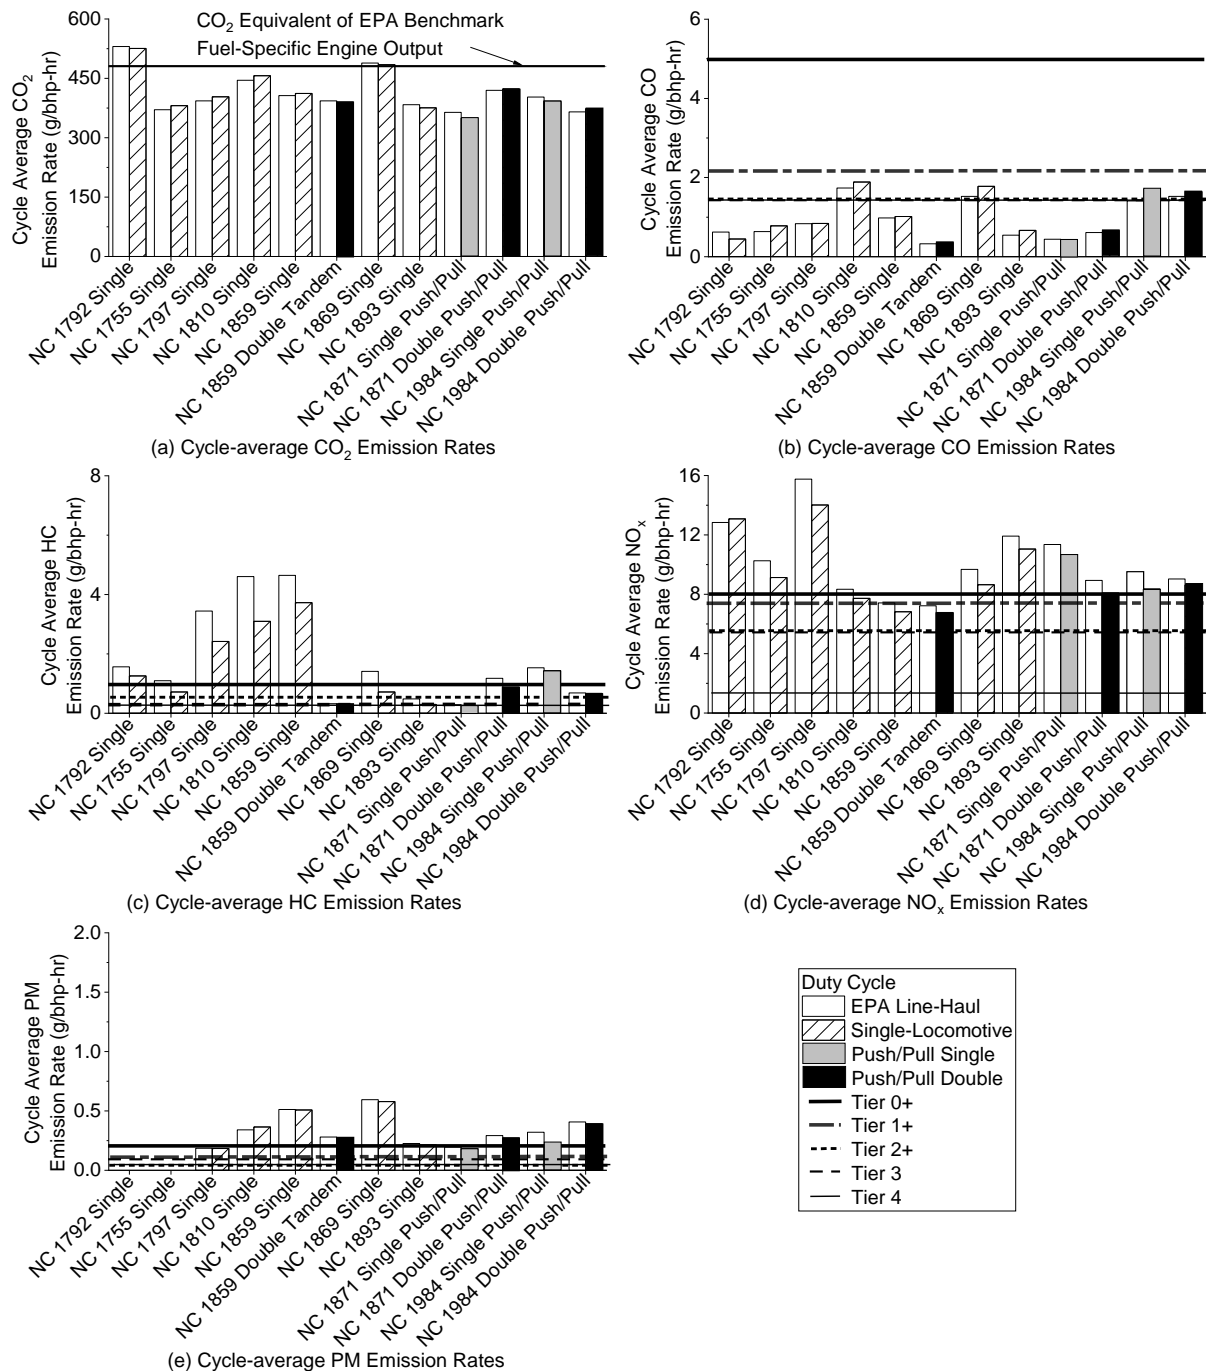 600
450
300
150
0
Cycle Average CO₂
Emission Rate (g/bhp-hr)
CO₂ Equivalent of EPA Benchmark
Fuel-Specific Engine Output
NC 1792 Single
NC 1755 Single
NC 1797 Single
NC 1810 Single
NC 1859 Single
NC 1859 Double Tandem
NC 1869 Single
NC 1893 Single
NC 1871 Single Push/Pull
NC 1871 Double Push/Pull
NC 1984 Single Push/Pull
NC 1984 Double Push/Pull
(a) Cycle-average CO₂ Emission Rates
6
4
2
0
Cycle Average CO
Emission Rate (g/bhp-hr)
NC 1792 Single
NC 1755 Single
NC 1797 Single
NC 1810 Single
NC 1859 Single
NC 1859 Double Tandem
NC 1869 Single
NC 1893 Single
NC 1871 Single Push/Pull
NC 1871 Double Push/Pull
NC 1984 Single Push/Pull
NC 1984 Double Push/Pull
(b) Cycle-average CO Emission Rates
8
4
0
Cycle Average HC
Emission Rate (g/bhp-hr)
NC 1792 Single
NC 1755 Single
NC 1797 Single
NC 1810 Single
NC 1859 Single
NC 1859 Double Tandem
NC 1869 Single
NC 1893 Single
NC 1871 Single Push/Pull
NC 1871 Double Push/Pull
NC 1984 Single Push/Pull
NC 1984 Double Push/Pull
(c) Cycle-average HC Emission Rates
16
12
8
4
0
Cycle Average NOₓ
Emission Rate (g/bhp-hr)
NC 1792 Single
NC 1755 Single
NC 1797 Single
NC 1810 Single
NC 1859 Single
NC 1859 Double Tandem
NC 1869 Single
NC 1893 Single
NC 1871 Single Push/Pull
NC 1871 Double Push/Pull
NC 1984 Single Push/Pull
NC 1984 Double Push/Pull
(d) Cycle-average NOₓ Emission Rates
2.0
1.5
1.0
0.5
0.0
Cycle Average PM
Emission Rate (g/bhp-hr)
NC 1792 Single
NC 1755 Single
NC 1797 Single
NC 1810 Single
NC 1859 Single
NC 1859 Double Tandem
NC 1869 Single
NC 1893 Single
NC 1871 Single Push/Pull
NC 1871 Double Push/Pull
NC 1984 Single Push/Pull
NC 1984 Double Push/Pull
(e) Cycle-average PM Emission Rates
Duty Cycle
EPA Line-Haul
Single-Locomotive
Push/Pull Single
Push/Pull Double
Tier 0+
Tier 1+
Tier 2+
Tier 3
Tier 4